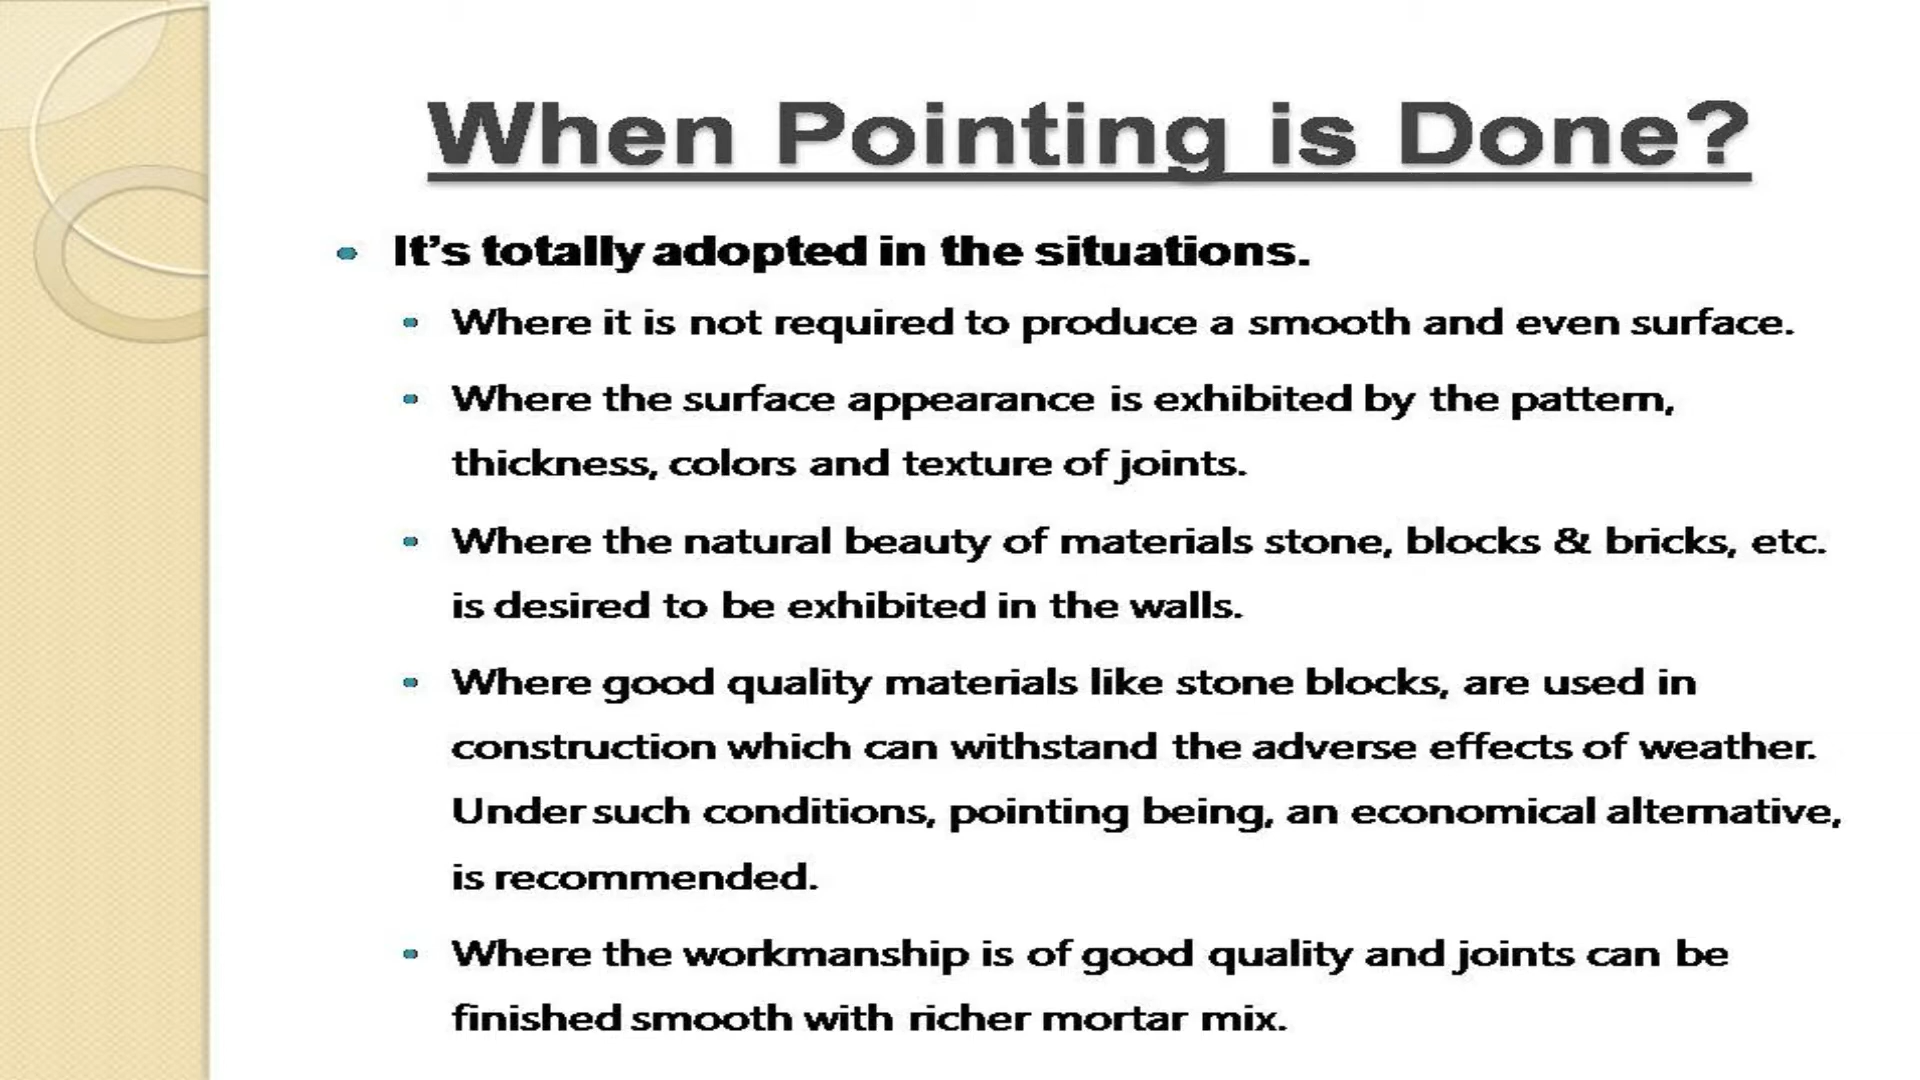 When Pointing is Done?
It’s totally adopted in the situations.
Where it is not required to produce a smooth and even surface.
Where the surface appearance is exhibited by the pattern,
thickness, colors and texture of joints.
Where the natural beauty of materials stone, blocks & bricks, etc.
is desired to be exhibited in the walls.
Where good quality materials like stone blocks, are used in
construction which can withstand the adverse effects of weather.
Under such conditions, pointing being, an economical alternative,
is recommended.
Where the workmanship is of good quality and joints can be
finished smooth with richer mortar mix.